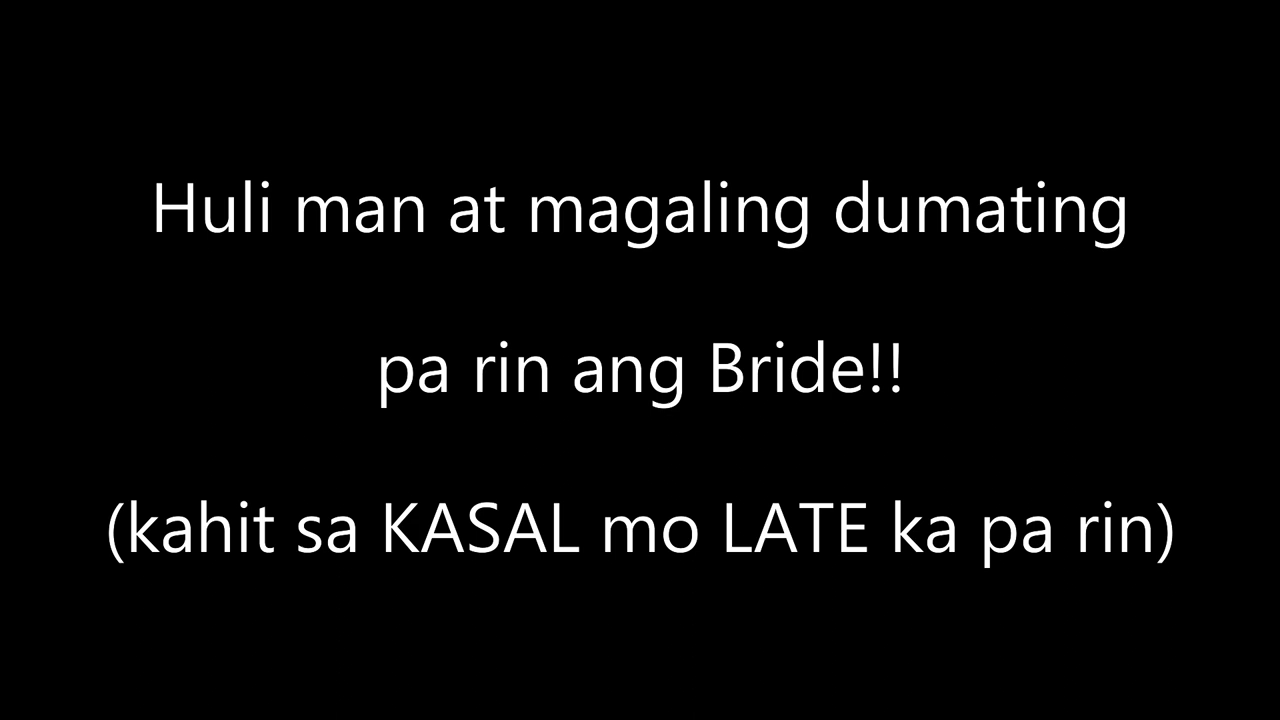 Huli man at magaling dumating
pa rin ang Bride!!
(kahit sa KASAL mo LATE ka pa rin)